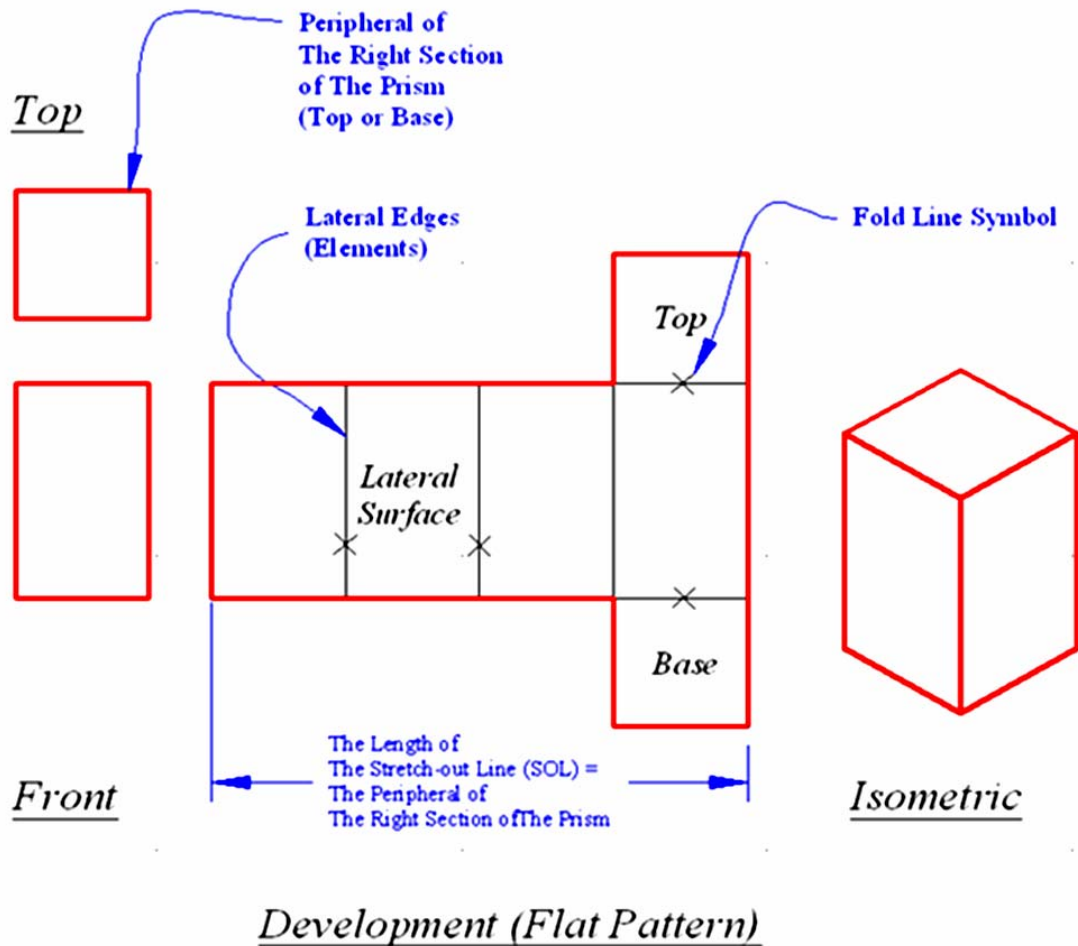 Peripheral of
The Right Section
of The Prism
(Top or Base)
Top
Lateral Edges
(Elements)
Fold Line Symbol
Top
Lateral
Surface
Base
The Length of
The Stretch-out Line (SOL) =
The Peripheral of
The Right Section ofThe Prism
Front
Isometric
Development (Flat Pattern)